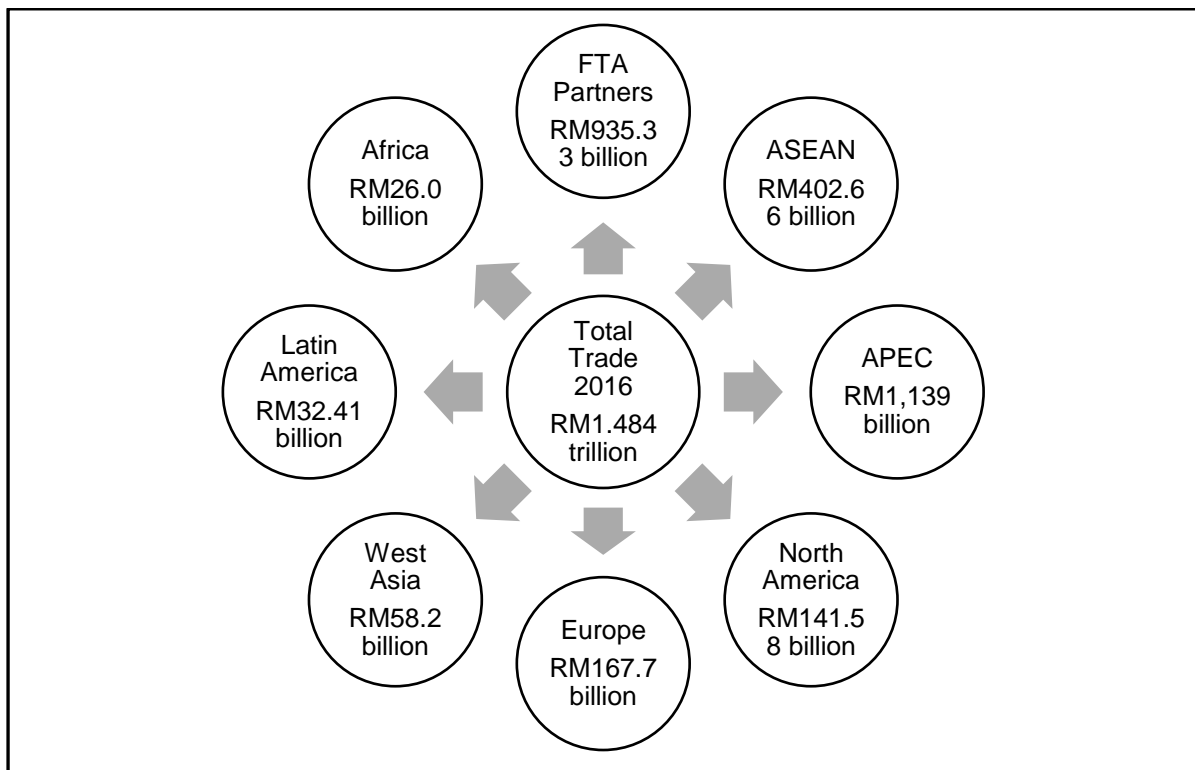 FTA
Partners
RM935.3
3 billion
Africa
RM26.0
billion
ASEAN
RM402.6
6 billion
Latin
America
RM32.41
billion
Total
Trade
2016
RM1.484
trillion
APEC
RM1,139
billion
West
Asia
RM58.2
billion
North
America
RM141.5
8 billion
Europe
RM167.7
billion